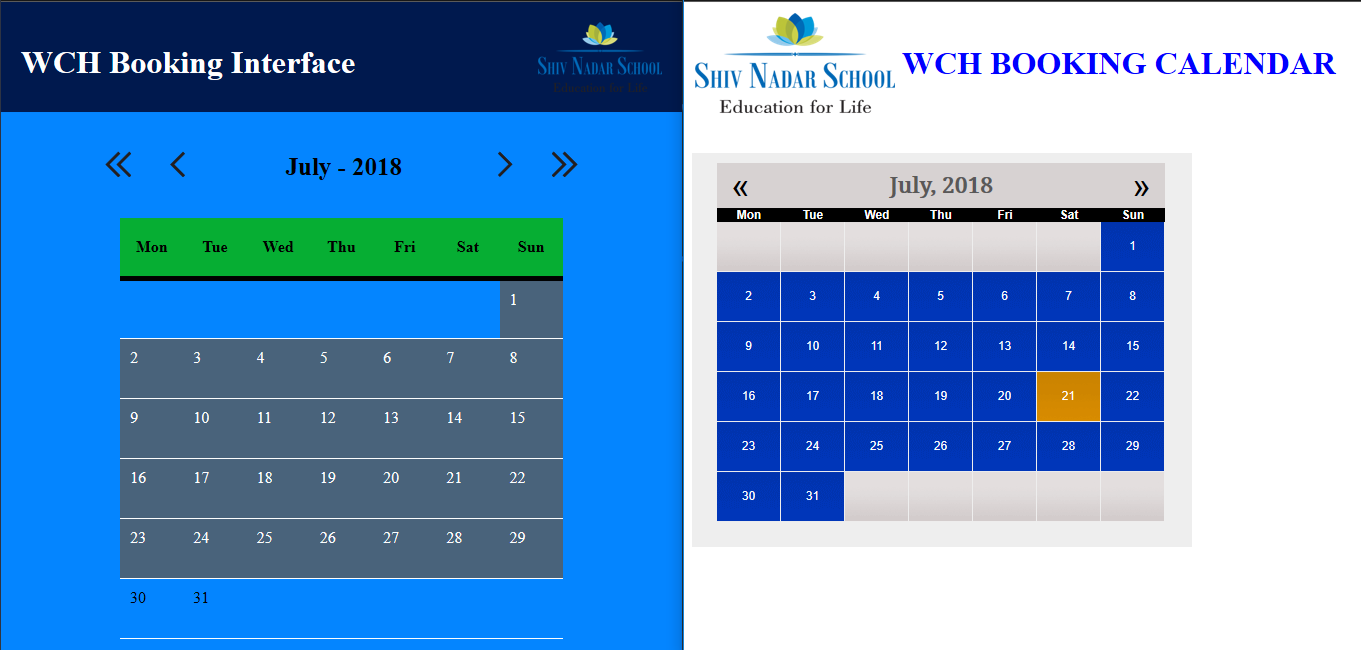 WCH Booking Interface
SHIV NADAR SCHOOL
Education for Life
July - 2018
Mon Tue Wed Thu Fri Sat Sun
1
2 3 4 5 6 7 8
9 10 11 12 13 14 15
16 17 18 19 20 21 22
23 24 25 26 27 28 29
30 31
SHIV NADAR SCHOOL
Education for Life
WCH BOOKING CALENDAR
« July, 2018 »
Mon Tue Wed Thu Fri Sat Sun
1
2 3 4 5 6 7 8
9 10 11 12 13 14 15
16 17 18 19 20 21 22
23 24 25 26 27 28 29
30 31